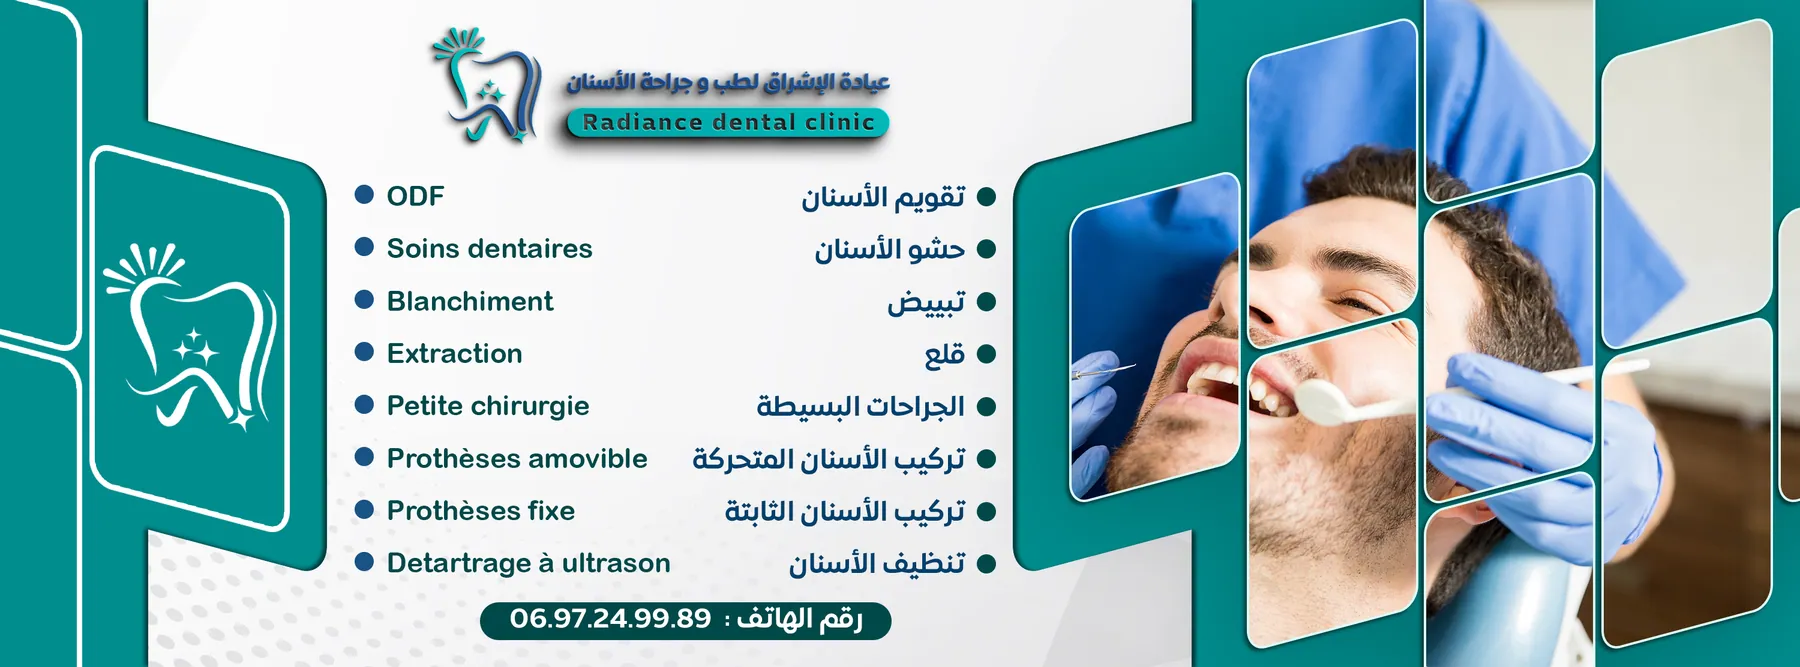 عيادة الإشراق لطب و جراحة الأسنان
Radiance dental clinic
ODF
تقويم الأسنان
Soins dentaires
حشو الأسنان
Blanchiment
تبييض
Extraction
قلع
Petite chirurgie
الجراحات البسيطة
Prothèses amovible
تركيب الأسنان المتحركة
Prothèses fixe
تركيب الأسنان الثابتة
Detartrage à ultrason
تنظيف الأسنان
رقم الهاتف : 06.97.24.99.89